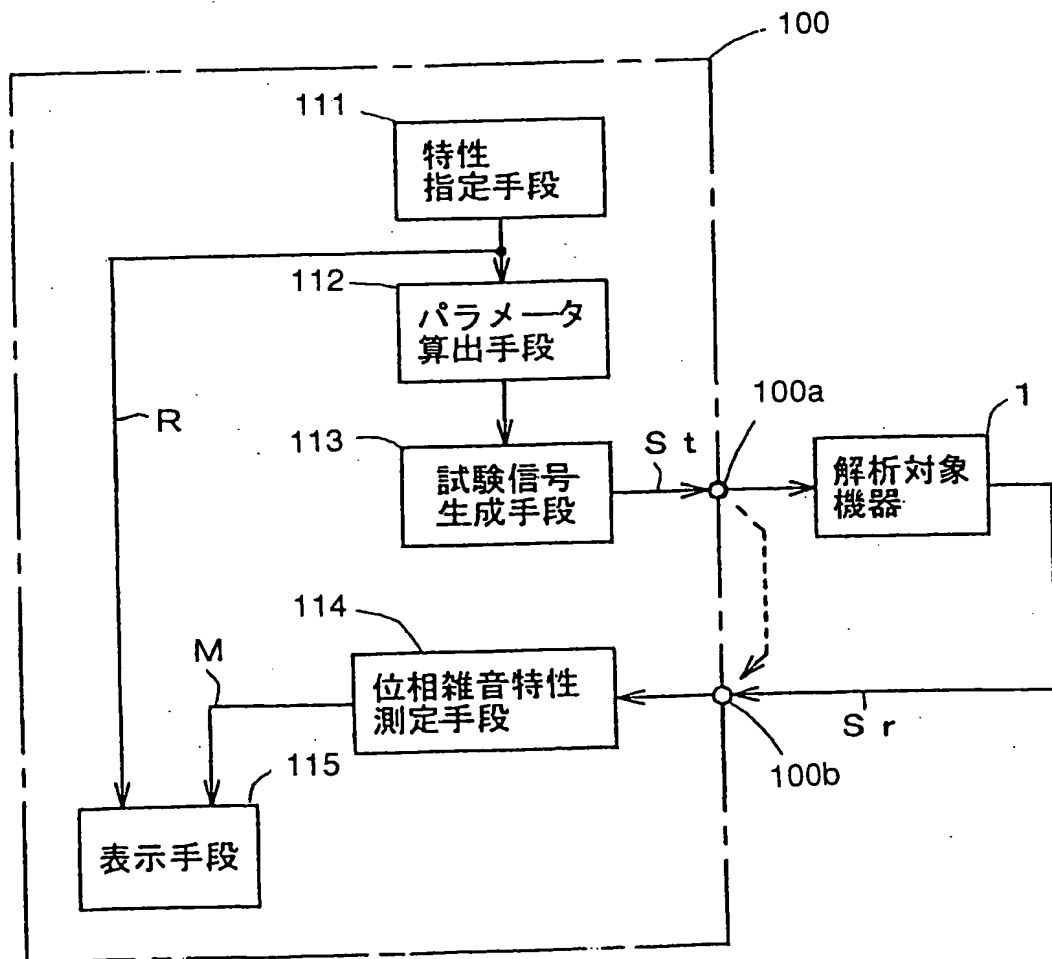 100
111
特性
指定手段
112
パラメータ
算出手段
R
113
試験信号
生成手段
St
100a
1
解析対象
機器
114
M
位相雑音特性
測定手段
Sr
100b
115
表示手段